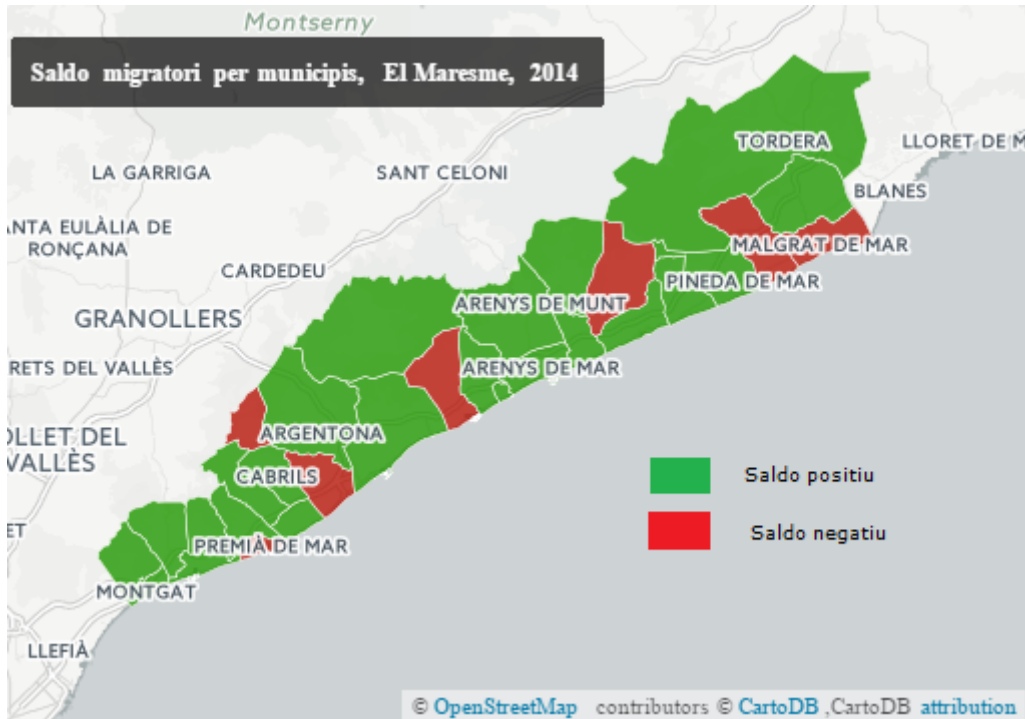 Montserny
Saldo migratori per municipis, El Maresme, 2014
TORDERA
LLORET DE M
LA GARRIGA
SANT CELONI
BLANES
ANTA EULÀLIA DE
RONÇANA
MALGRAT DE MAR
CARDEDEU
PINEDA DE MAR
ARENYS DE MUNT
GRANOLLERS
RETS DEL VALLÈS
ARENYS DE MAR
OLLET DEL
VALLÈS
ARGENTONA
CABRILS
Saldo positiu
ET
Saldo negatiu
PREMIÀ DE MAR
MONTGAT
LLEFIÀ
© OpenStreetMap contributors © CartoDB ,CartoDB attribution